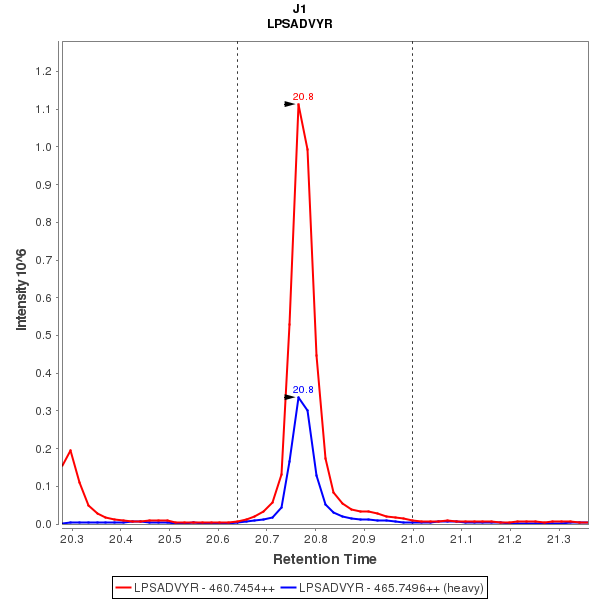 J1
LPSADVYR
20.8
20.8
Intensity 10^6
1.2
1.1
1.0
0.9
0.8
0.7
0.6
0.5
0.4
0.3
0.2
0.1
0.0
20.3 20.4 20.5 20.6 20.7 20.8 20.9 21.0 21.1 21.2 21.3
Retention Time
LPSADVYR - 460.7454++ LPSADVYR - 465.7496++ (heavy)